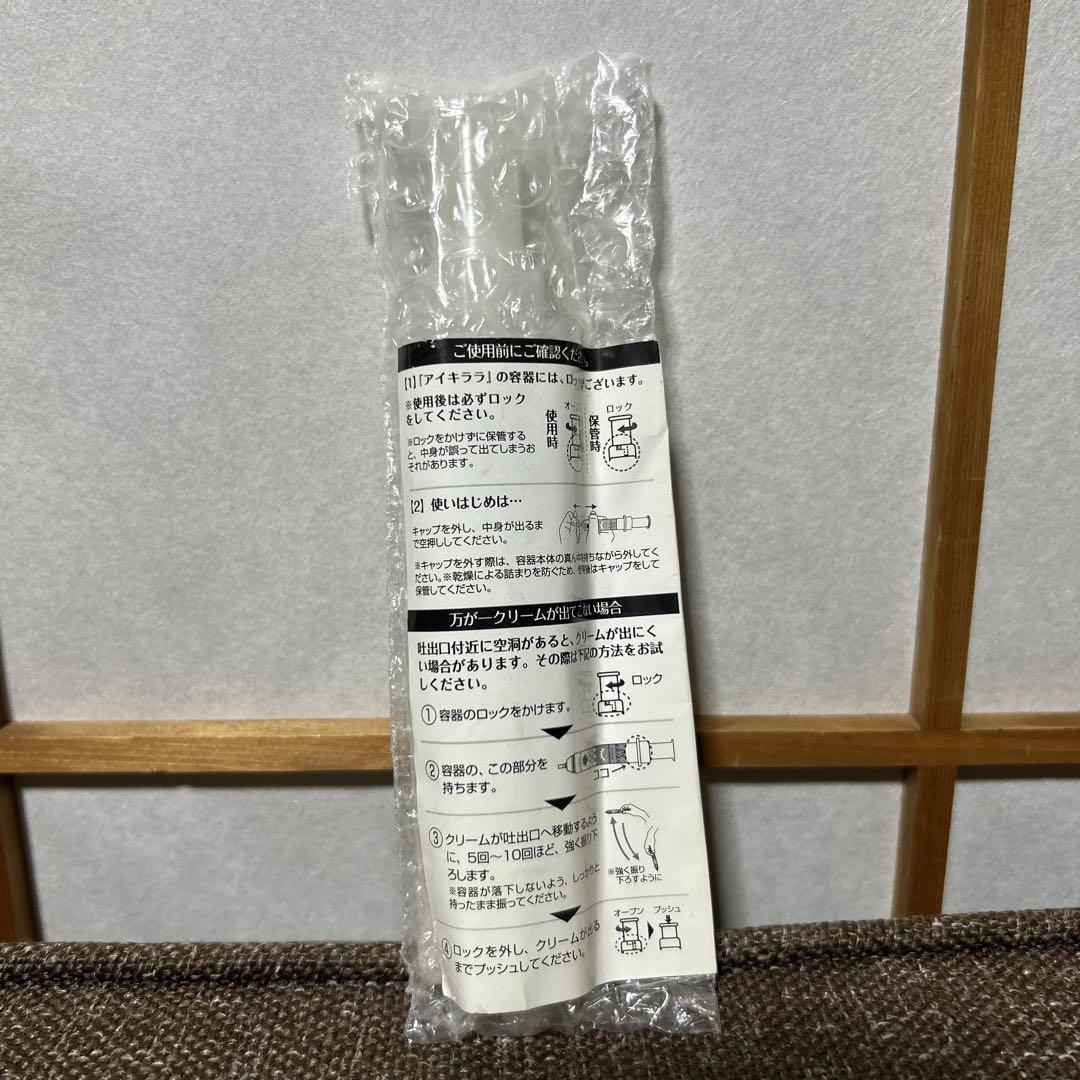 ご使用前にご確認ください。
【1】『アイキララ』の容器には、ロックがございます。
※使用後は必ずロック
をしてください。
※ロックをかけずに保管する
と、中身が誤って出てしまうお
それがあります。
使用時
オープン
保管時
ロック
【2】使いはじめは…
キャップを外し、中身が出るま
で空押ししてください。
※キャップを外す際は、容器本体の真ん中を持ちながら外してく
ださい。※乾燥による詰まりを防ぐため、使用後はキャップをして
保管してください。
万が一クリームが出てこない場合
吐出口付近に空洞があると、クリームが出にく
い場合があります。その際は下記の方法をお試
しください。
①容器のロックをかけます。
ロック
②容器の、この部分を
持ちます。
ココ
③クリームが吐出口へ移動するよう
に、5回～10回ほど、強く振り下
ろします。
※容器が落下しないよう、しっかりと
持ったまま振ってください。
※強く振り
下ろすように
④ロックを外し、クリームが出る
までプッシュしてください。
オープン
プッシュ